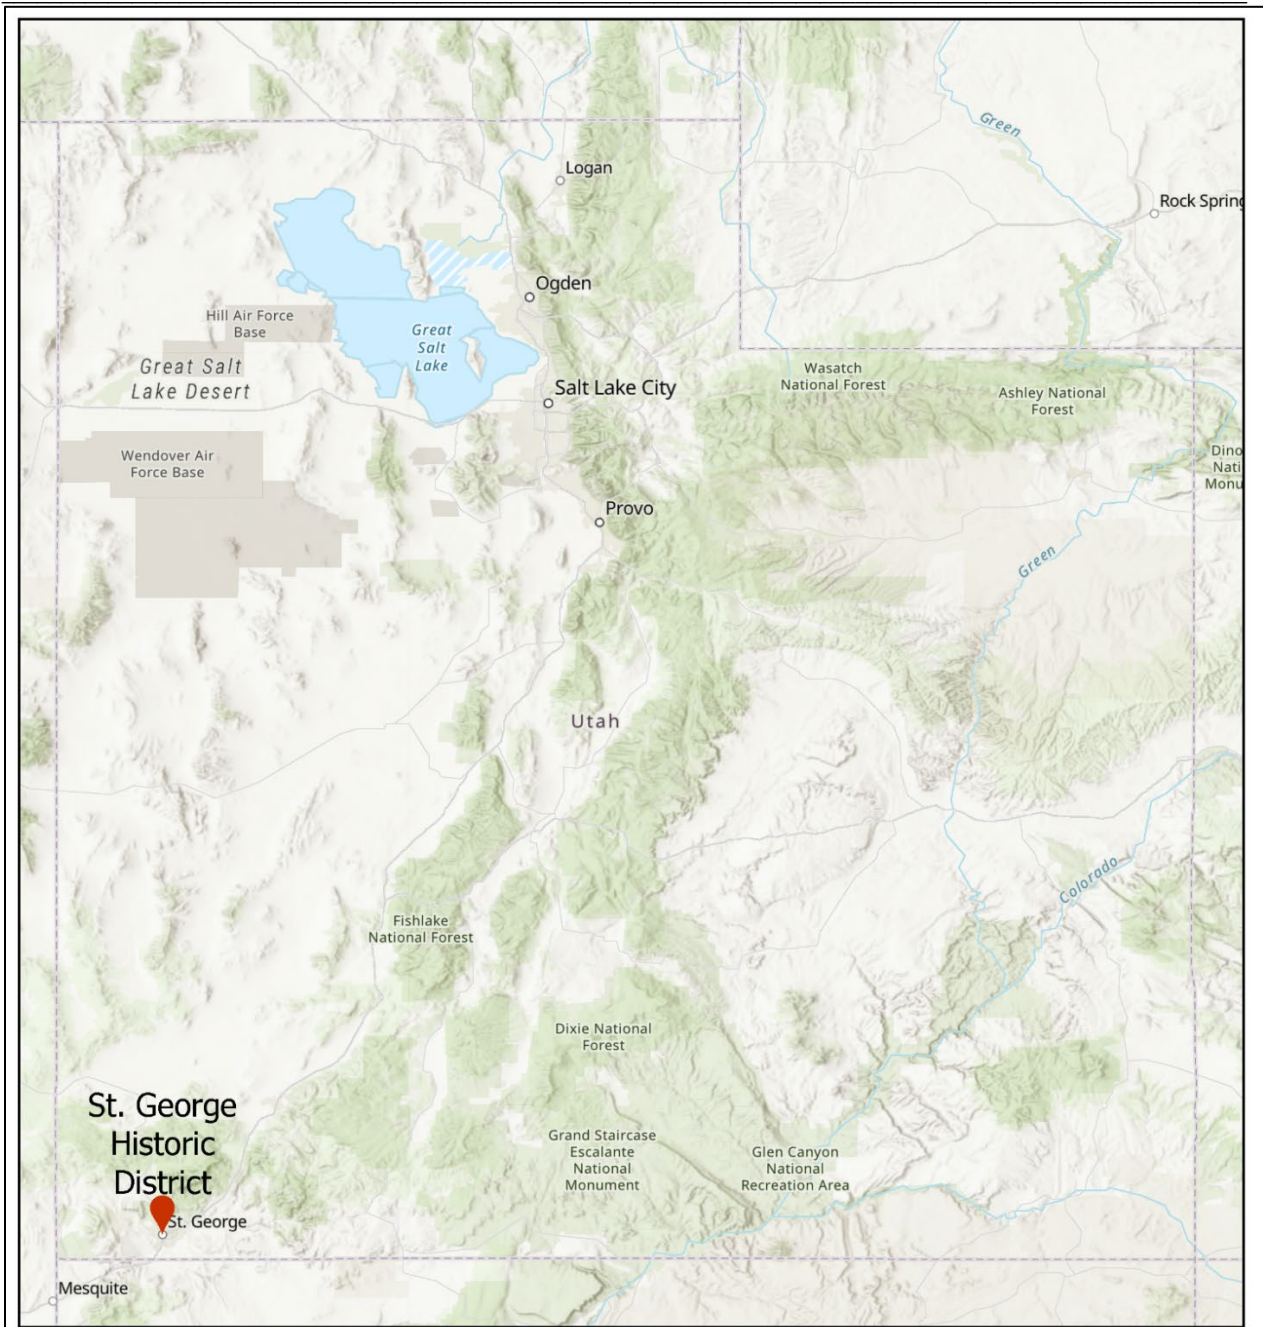 Green
Logan
Rock Spring
Ogden
Hill Air Force
Base
Great
Salt
Lake
Great Salt
Lake Desert
Wasatch
National Forest
Salt Lake City
Ashley National
Forest
Wendover Air
Force Base
Dino
Nati
Monu
Provo
Green
Utah
Colorado
Fishlake
National Forest
Dixie National
Forest
St. George
Historic
District
Grand Staircase
Escalante
National
Monument
Glen Canyon
National
Recreation Area
St. George
Mesquite